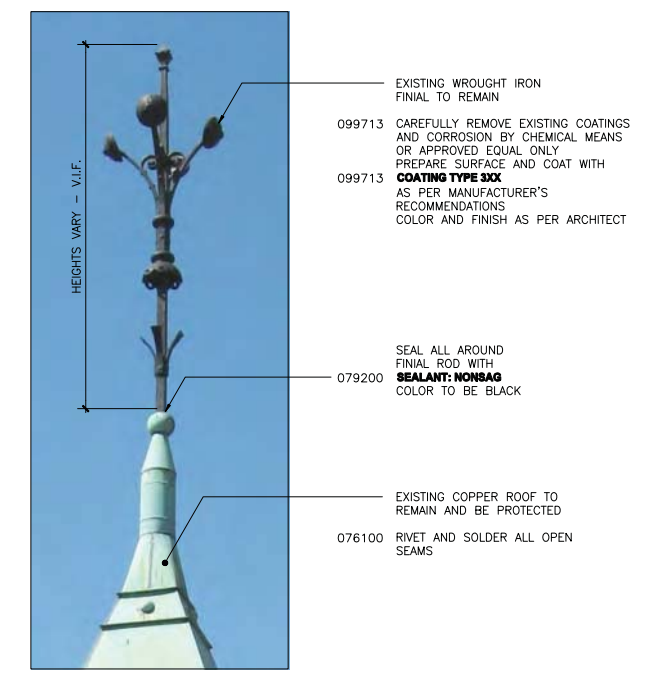 HEIGHTS VARY – V.I.F.
EXISTING WROUGHT IRON
FINIAL TO REMAIN
099713 CAREFULLY REMOVE EXISTING COATINGS
AND CORROSION BY CHEMICAL MEANS
OR APPROVED EQUAL ONLY
PREPARE SURFACE AND COAT WITH
099713 COATING TYPE 3XX
AS PER MANUFACTURER'S
RECOMMENDATIONS
COLOR AND FINISH AS PER ARCHITECT
SEAL ALL AROUND
FINIAL ROD WITH
079200 SEALANT: NONSAG
COLOR TO BE BLACK
EXISTING COPPER ROOF TO
REMAIN AND BE PROTECTED
076100 RIVET AND SOLDER ALL OPEN
SEAMS